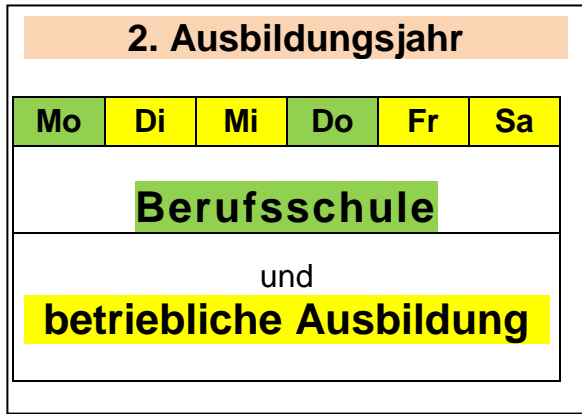 2. Ausbildungsjahr
Mo Di Mi Do Fr Sa
Berufsschule
und
betriebliche Ausbildung